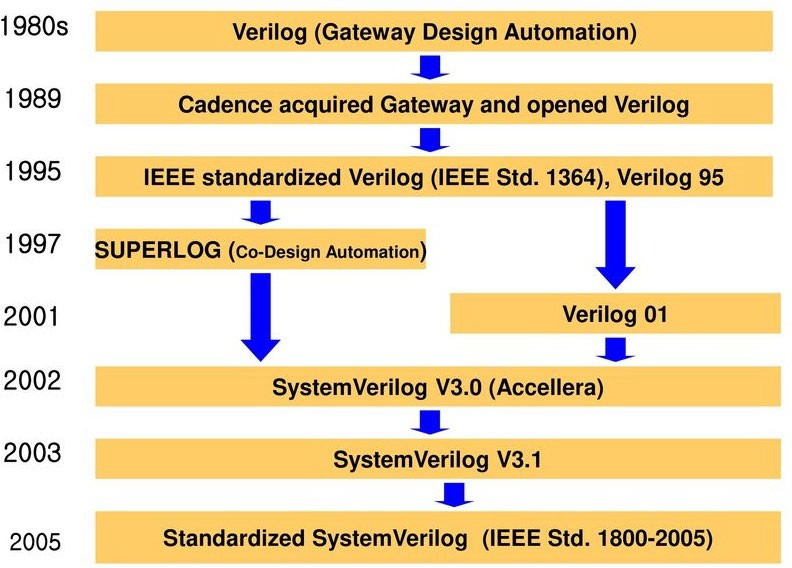 1980s Verilog (Gateway Design Automation)
1989 Cadence acquired Gateway and opened Verilog
1995 IEEE standardized Verilog (IEEE Std. 1364), Verilog 95
1997 SUPERLOG (Co-Design Automation)
2001 Verilog 01
2002 SystemVerilog V3.0 (Accellera)
2003 SystemVerilog V3.1
2005 Standardized SystemVerilog (IEEE Std. 1800-2005)